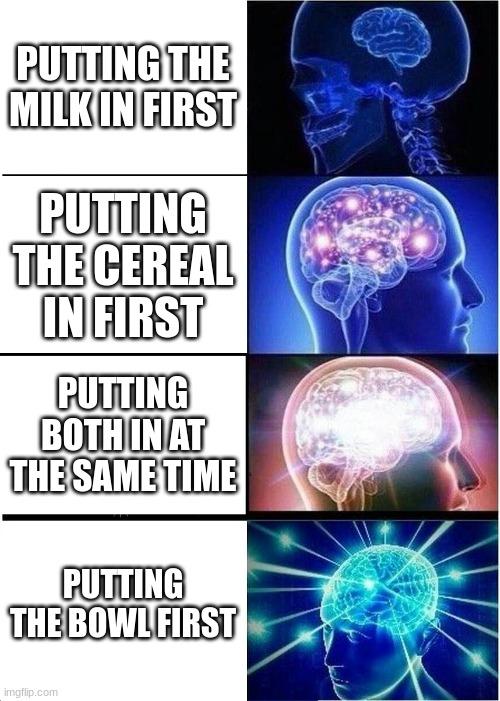 PUTTING THE
MILK IN FIRST
PUTTING
THE CEREAL
IN FIRST
PUTTING
BOTH IN AT
THE SAME TIME
PUTTING
THE BOWL FIRST
imgflip.com